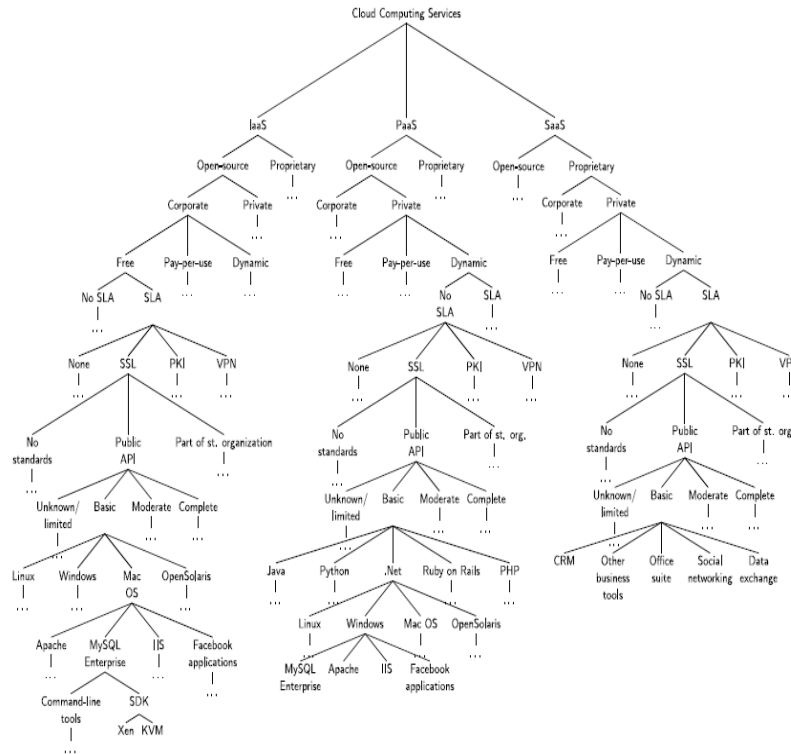 Cloud Computing Services
IaaS PaaS SaaS
Open-source Proprietary Open-source Proprietary Open-source Proprietary
... ... ...
Corporate Private Corporate Private Corporate Private
... ... ...
Free Pay-per-use Dynamic Free Pay-per-use Dynamic Free Pay-per-use Dynamic
... ... ... ... ... ...
No SLA SLA No SLA No SLA SLA
... SLA ... ...
None SSL PKI VPN None SSL PKI VPN None SSL PKI VP
... ... ... ... ... ... ... ... ...
No Public Part of st. organization No Public Part of st. org. No Public Part of st. org
standards API ... standards API ... standards API ...
... ... ...
Unknown/ Basic Moderate Complete Unknown/ Basic Moderate Complete Unknown/ Basic Moderate Complete
limited ... ... limited ... ... limited ... ...
... ... ...
Linux Windows Mac OpenSolaris Java Python .Net Ruby on Rails PHP CRM Other Office Social Data
... ... OS ... ... ... ... ... business suite networking exchange
tools
Apache MySQL IIS Facebook Linux Windows Mac OS OpenSolaris
... Enterprise ... applications ... ... ...
...
MySQL Apache IIS Facebook
Enterprise applications
Command-line SDK
tools Xen KVM
...